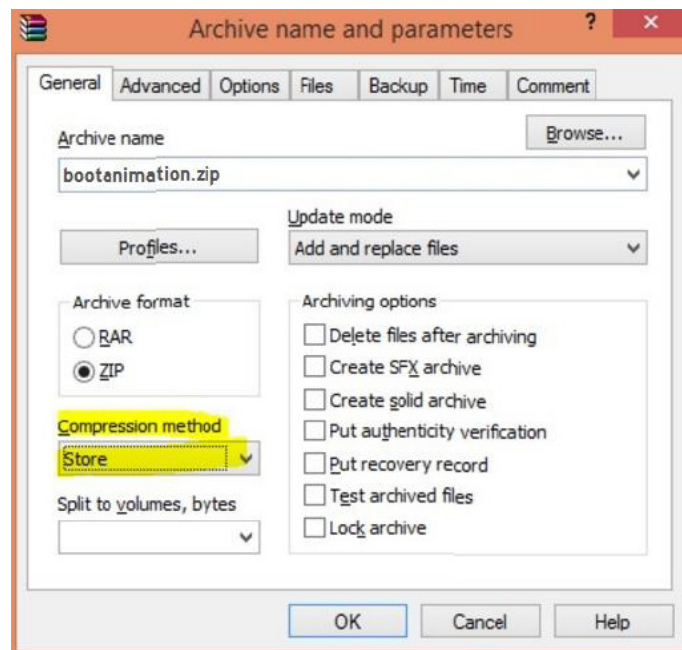 Archive name and parameters ? ×
General Advanced Options Files Backup Time Comment
Archive name
Browse...
bootanimation.zip
Update mode
Profiles...
Add and replace files
Archive format
RAR
ZIP
Archiving options
Delete files after archiving
Create SFX archive
Create solid archive
Put authenticity verification
Put recovery record
Test archived files
Lock archive
Compression method
Store
Split to volumes, bytes
OK Cancel Help